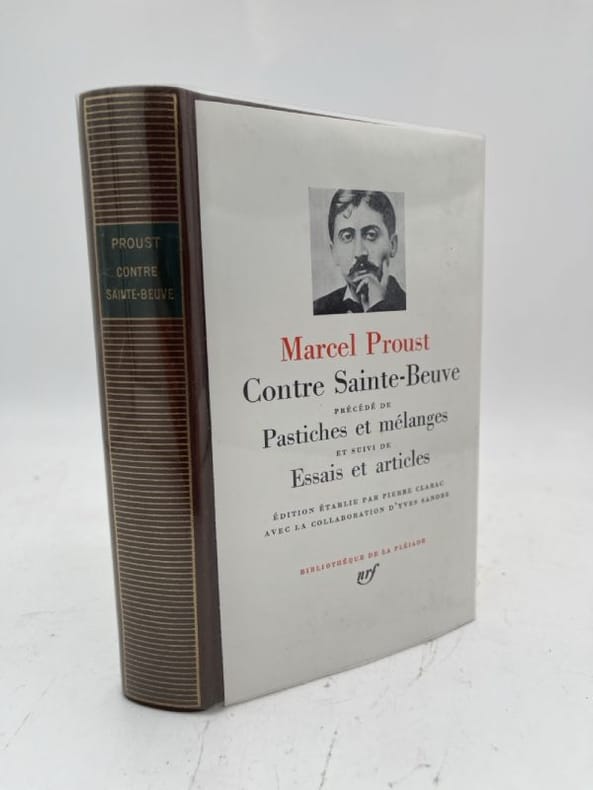 PROUST
CONTRE
SAINTE-BEUVE
Marcel Proust
Contre Sainte-Beuve
PRÉCÉDÉ DE
Pastiches et mélanges
ET SUIVI DE
Essais et articles
ÉDITION ÉTABLIE PAR PIERRE CLARAC
AVEC LA COLLABORATION D'YVES SANDRE
BIBLIOTHÈQUE DE LA PLÉIADE
nrf